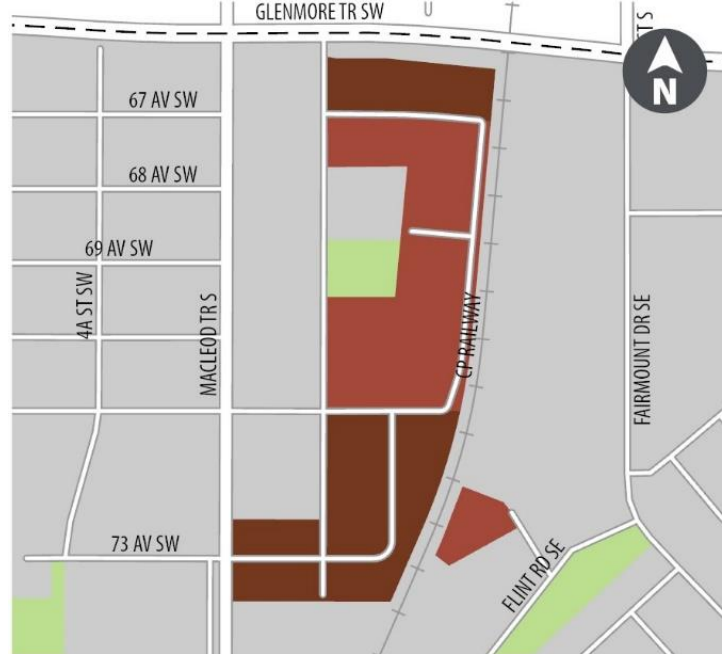 GLENMORE TR SW
N
67 AV SW
68 AV SW
69 AV SW
4A ST SW
MACLEOD TR S
CP RAILWAY
FAIRMOUNT DR SE
73 AV SW
FLINT RD SE